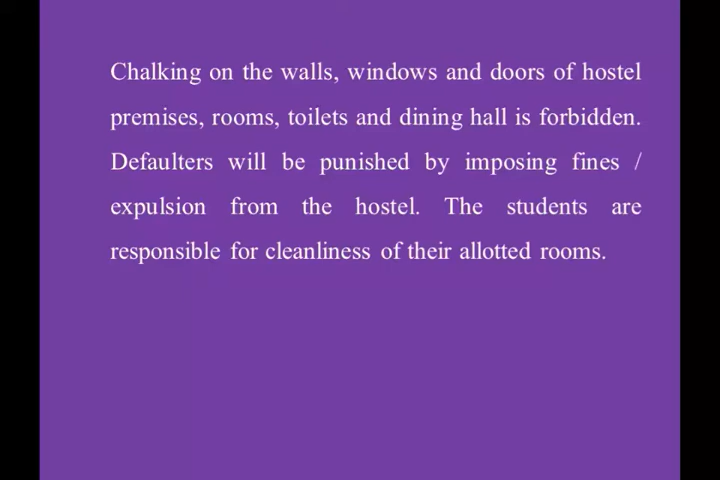 Chalking on the walls, windows and doors of hostel
premises, rooms, toilets and dining hall is forbidden.
Defaulters will be punished by imposing fines /
expulsion from the hostel. The students are
responsible for cleanliness of their allotted rooms.